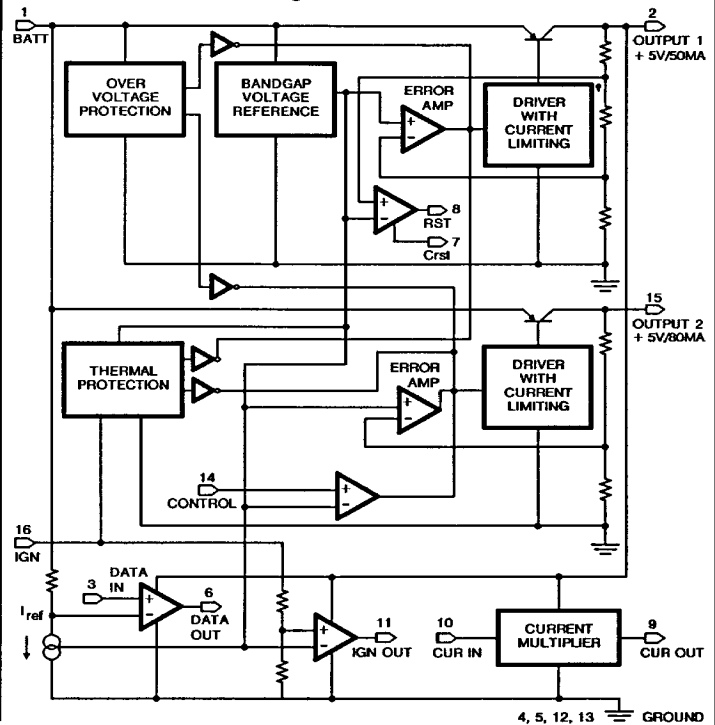 1
BATT
2
OUTPUT 1
+ 5V/50MA
OVER
VOLTAGE
PROTECTION
BANDGAP
VOLTAGE
REFERENCE
ERROR
AMP
+
−
DRIVER
WITH
CURRENT
LIMITING
+
−
8
RST
7
Crst
15
OUTPUT 2
+ 5V/80MA
THERMAL
PROTECTION
ERROR
AMP
+
−
DRIVER
WITH
CURRENT
LIMITING
14
CONTROL
+
−
16
IGN
3
DATA
IN
+
−
6
DATA
OUT
Iref
+
−
11
IGN OUT
10
CUR IN
CURRENT
MULTIPLIER
9
CUR OUT
4, 5, 12, 13
GROUND